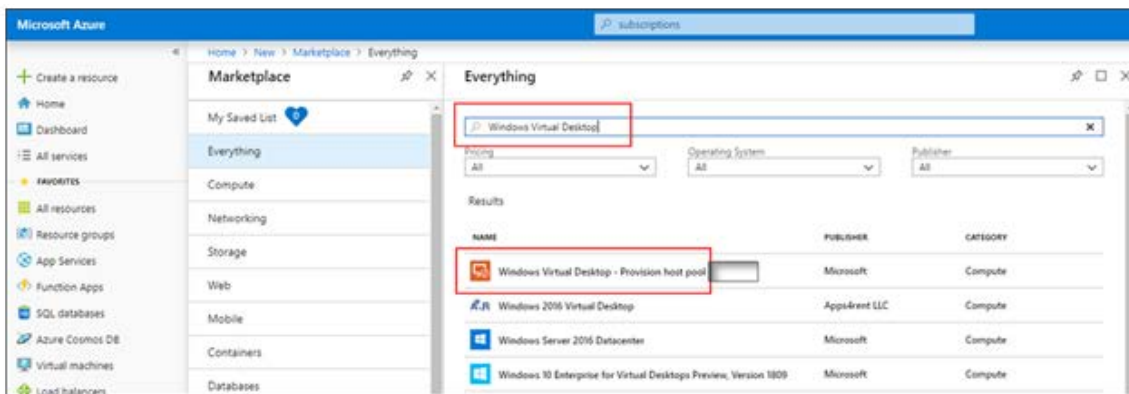 Microsoft Azure
subscriptions
Home > New > Marketplace > Everything
Create a resource
Home
Dashboard
All services
FAVORITES
All resources
Resource groups
App Services
Function Apps
SQL databases
Azure Cosmos DB
Virtual machines
Load balancers
Marketplace
My Saved List 0
Everything
Compute
Networking
Storage
Web
Mobile
Containers
Databases
Everything
Windows Virtual Desktop
Pricing Operating System Publisher
All All All
Results
NAME PUBLISHER CATEGORY
Windows Virtual Desktop - Provision host pool Microsoft Compute
Windows 2016 Virtual Desktop Apps4rent LLC Compute
Windows Server 2016 Datacenter Microsoft Compute
Windows 10 Enterprise for Virtual Desktops Preview, Version 1809 Microsoft Compute